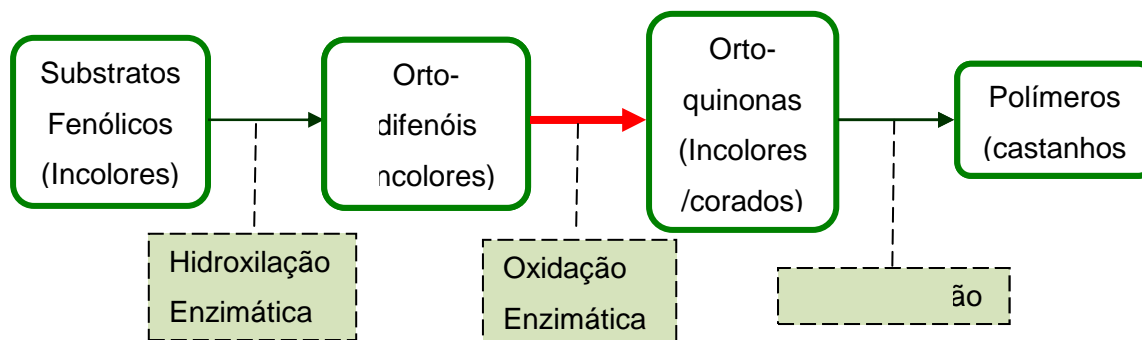 Substratos
Fenólicos
(Incolores)
Orto-
difenóis
ncolores)
Orto-
quinonas
(Incolores
/corados)
Polímeros
(castanhos
Hidroxilação
Enzimática
Oxidação
Enzimática
ão